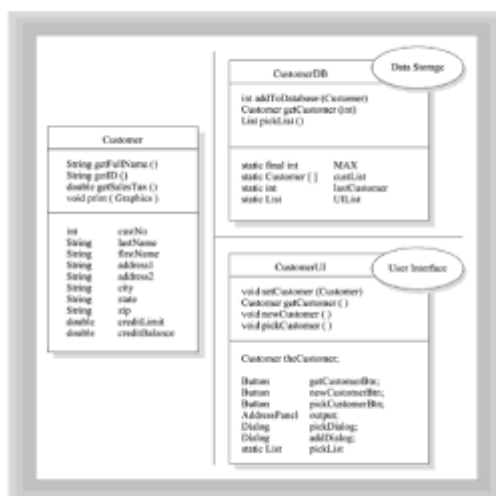 Customer
String getFullName ()
String getID ()
double getSalesTax ()
void print ( Graphics )
int custNo
String lastName
String firstName
String address1
String address2
String city
String state
String zip
double creditLimit
double creditBalance
Data Storage
CustomerDB
int addToDatabase (Customer)
Customer getCustomer (int)
List pickList ()
static final int MAX
static Customer [ ] custList
static int lastCustomer
static List UIList
User Interface
CustomerUI
void setCustomer (Customer)
Customer getCustomer ( )
void newCustomer ( )
void pickCustomer ( )
Customer theCustomer;
Button getCustomerBtn;
Button newCustomerBtn;
Button pickCustomerBtn;
AddressPanel output;
Dialog pickDialog;
Dialog addDialog;
static List pickList